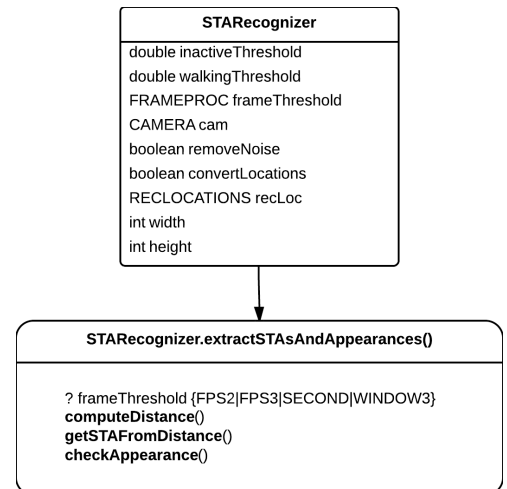 STARecognizer
double inactiveThreshold
double walkingThreshold
FRAMEPROC frameThreshold
CAMERA cam
boolean removeNoise
boolean convertLocations
RECLOCATIONS recLoc
int width
int height
STARecognizer.extractSTAsAndAppearances()
? frameThreshold {FPS2|FPS3|SECOND|WINDOW3}
computeDistance()
getSTAFromDistance()
checkAppearance()